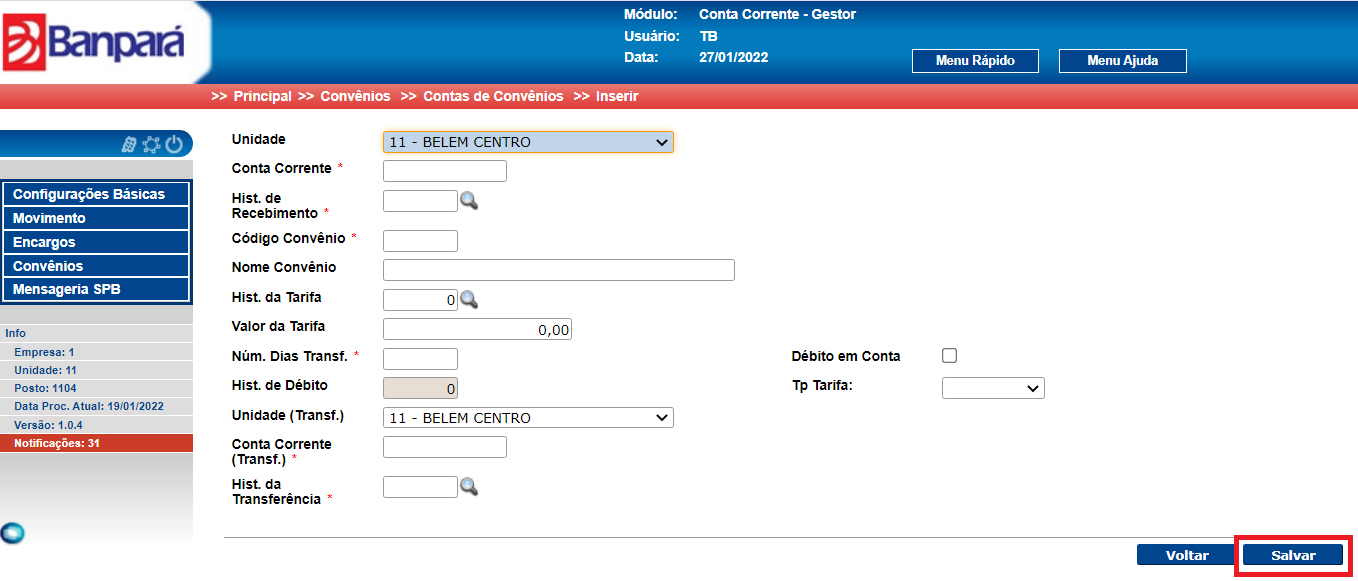 Banpará
Módulo: Conta Corrente - Gestor
Usuário: TB
Data: 27/01/2022
Menu Rápido
Menu Ajuda
>> Principal >> Convênios >> Contas de Convênios >> Inserir
Configurações Básicas
Movimento
Encargos
Convênios
Mensageria SPB
Info
Empresa: 1
Unidade: 11
Posto: 1104
Data Proc. Atual: 19/01/2022
Versão: 1.0.4
Notificações: 31
Unidade 11 - BELEM CENTRO
Conta Corrente *
Hist. de
Recebimento *
Código Convênio *
Nome Convênio
Hist. da Tarifa 0
Valor da Tarifa 0,00
Núm. Dias Transf. * Débito em Conta
Hist. de Débito 0 Tp Tarifa:
Unidade (Transf.) 11 - BELEM CENTRO
Conta Corrente
(Transf.) *
Hist. da
Transferência *
Voltar
Salvar